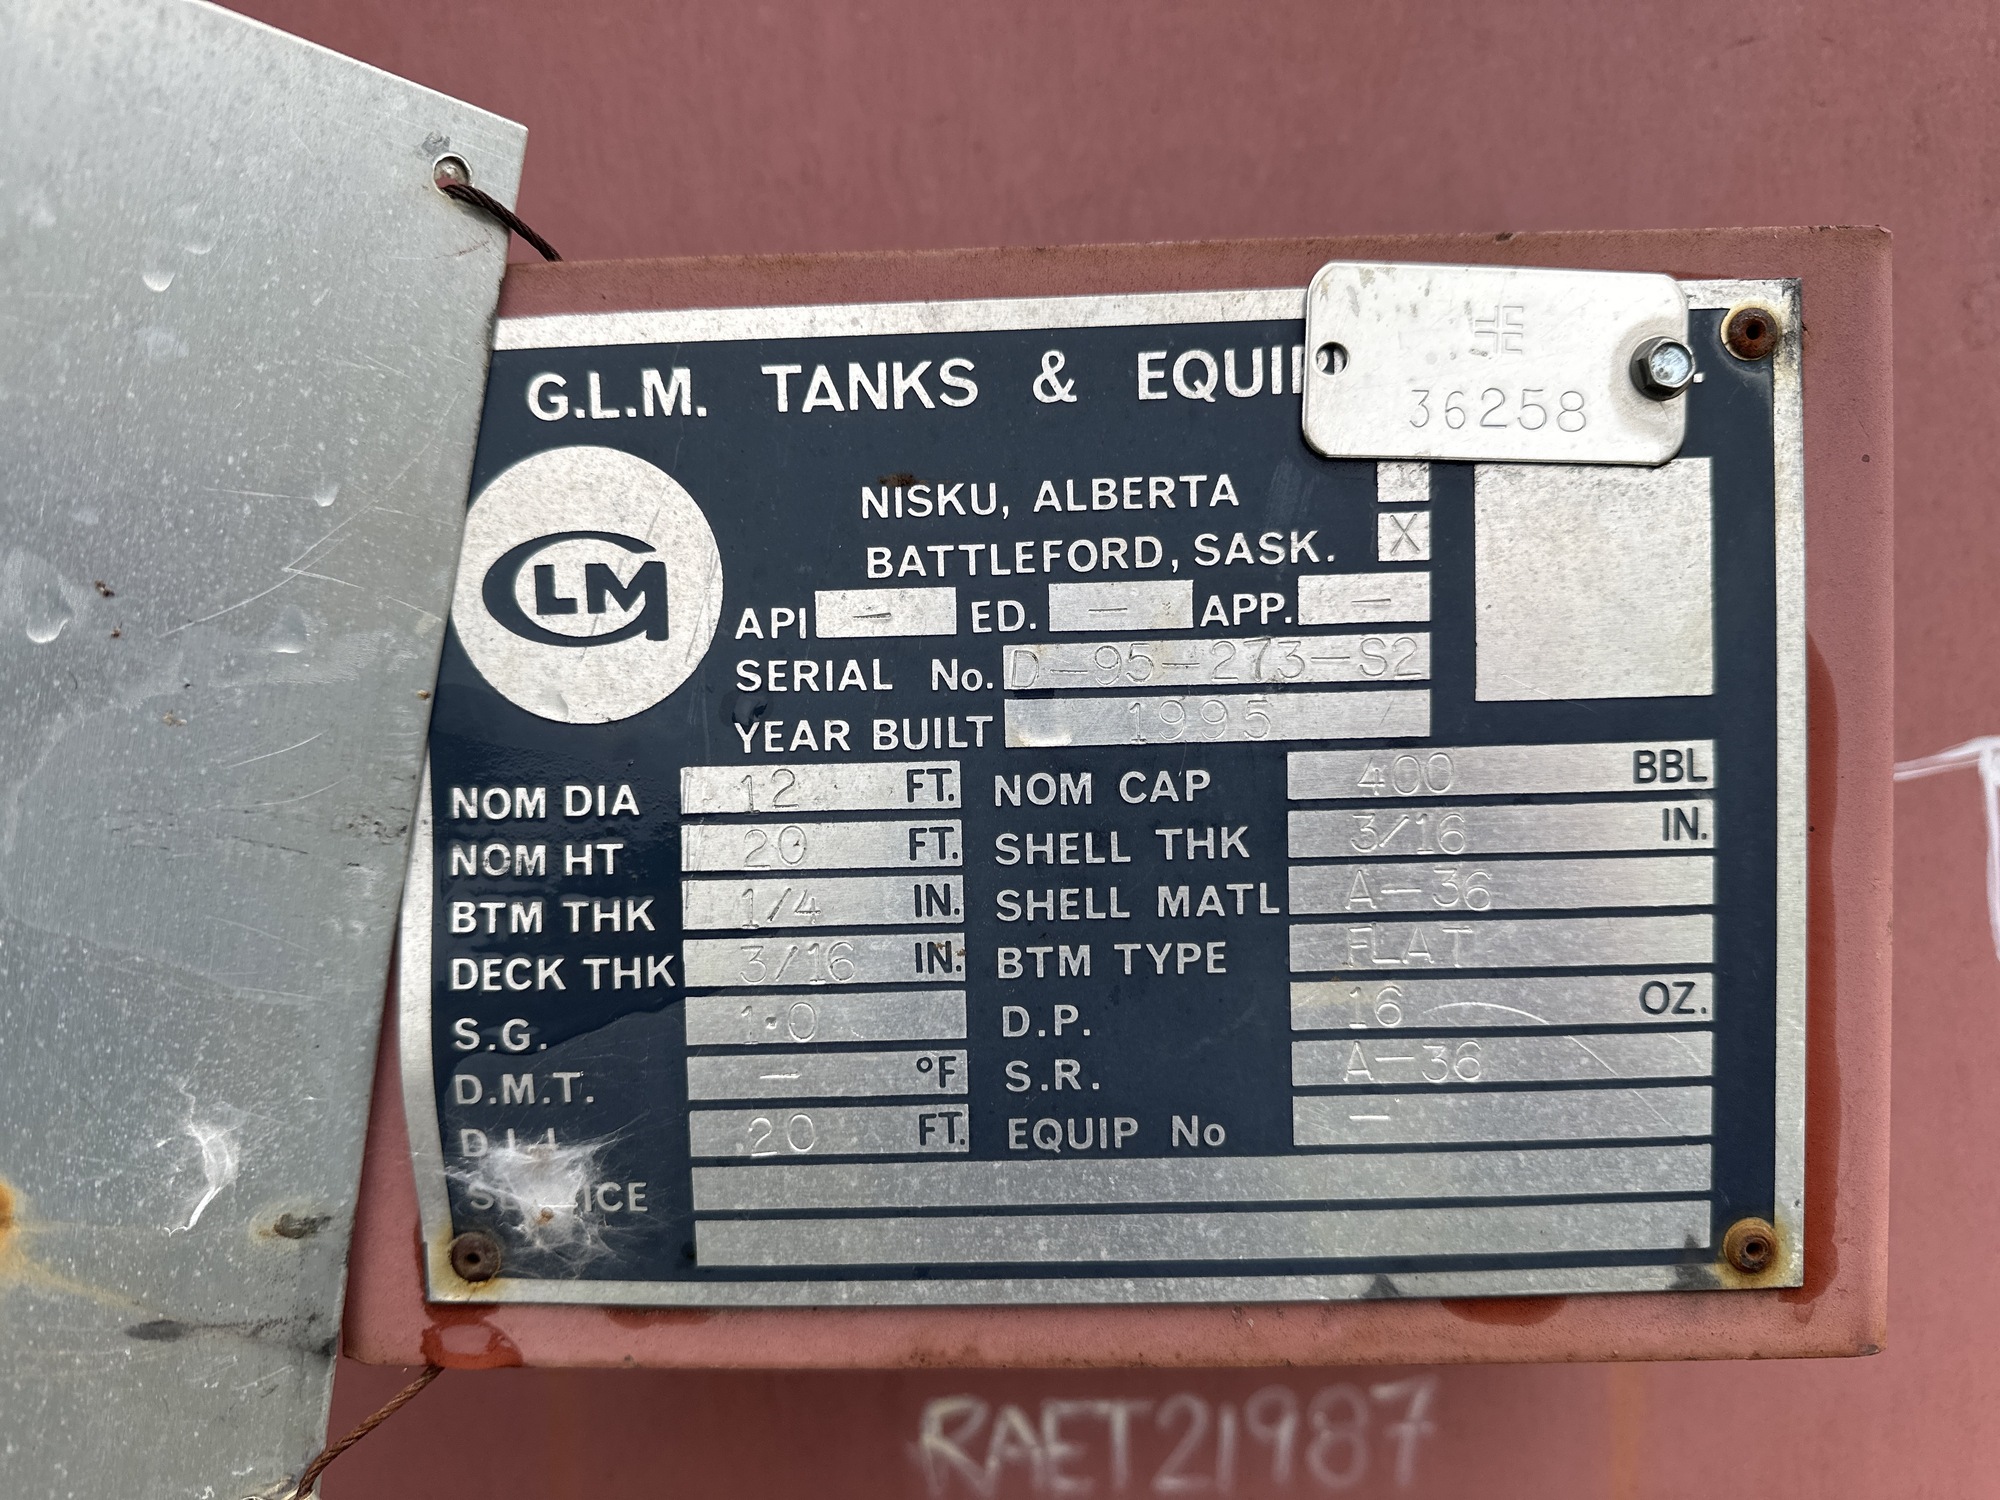 G.L.M. TANKS & EQUIP
36258
NISKU, ALBERTA
BATTLEFORD, SASK. X
GLM
API - ED. - APP. -
SERIAL No. D-95-273-S2
YEAR BUILT 1995
NOM DIA 12 FT. NOM CAP 400 BBL
NOM HT 20 FT. SHELL THK 3/16 IN.
BTM THK 1/4 IN. SHELL MATL A-36
DECK THK 3/16 IN. BTM TYPE FLAT
S.G. 1.0 D.P. 16 OZ.
D.M.T. - °F S.R. A-36
D.L.L. 20 FT. EQUIP No -
SERVICE
RAET21987